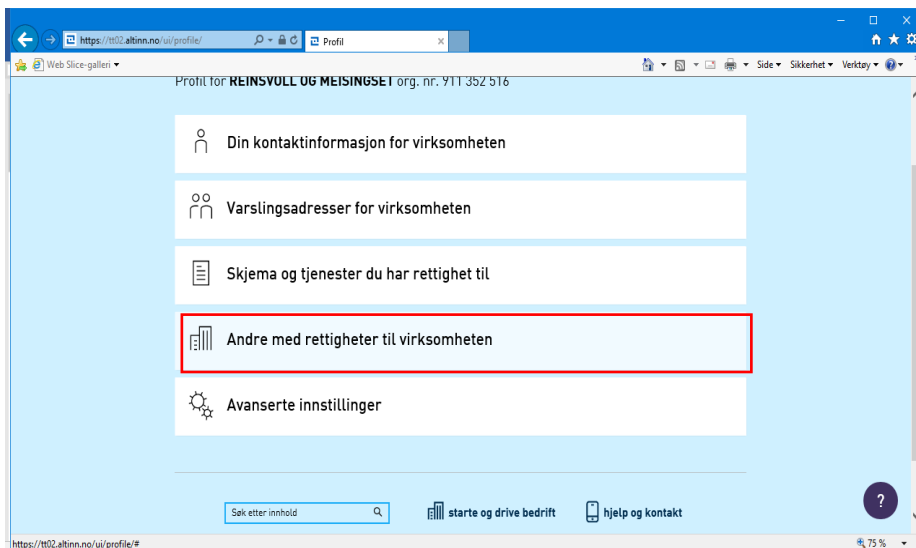 https://tt02.altinn.no/ui/profile/
Profil
Web Slice-galleri
Side Sikkerhet Verktøy
Profil for REINSVOLL OG MEISINGSET org. nr. 911 352 516
Din kontaktinformasjon for virksomheten
Varslingsadresser for virksomheten
Skjema og tjenester du har rettighet til
Andre med rettigheter til virksomheten
Avanserte innstillinger
Søk etter innhold
starte og drive bedrift
hjelp og kontakt
?
https://tt02.altinn.no/ui/profile/#
75 %